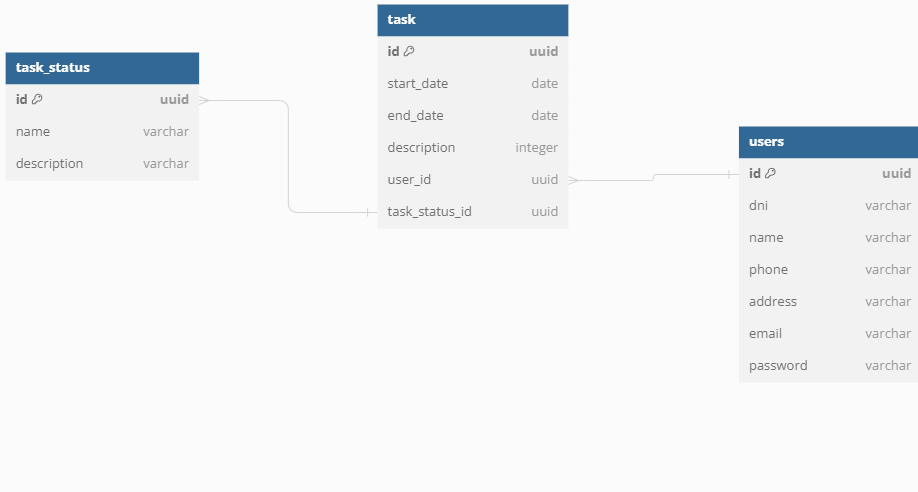 task_status
id uuid
name varchar
description varchar
task
id uuid
start_date date
end_date date
description integer
user_id uuid
task_status_id uuid
users
id uuid
dni varchar
name varchar
phone varchar
address varchar
email varchar
password varchar